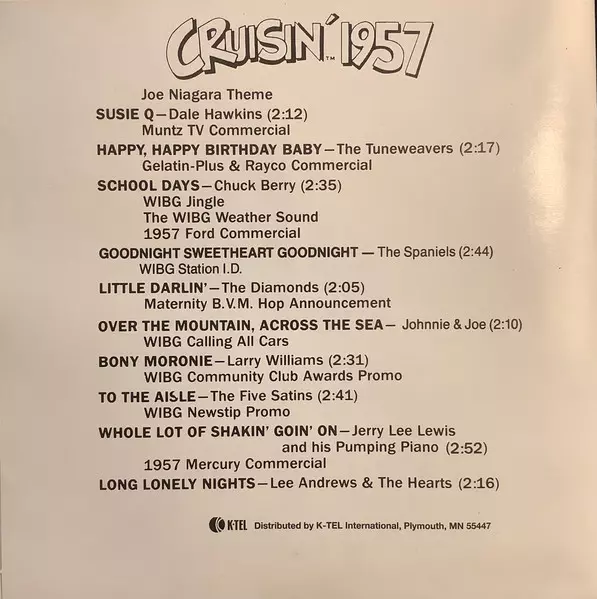 CRUISIN' 1957
TM
Joe Niagara Theme
SUSIE Q—Dale Hawkins (2:12)
Muntz TV Commercial
HAPPY, HAPPY BIRTHDAY BABY—The Tuneweavers (2:17)
Gelatin-Plus & Rayco Commercial
SCHOOL DAYS—Chuck Berry (2:35)
WIBG Jingle
The WIBG Weather Sound
1957 Ford Commercial
GOODNIGHT SWEETHEART GOODNIGHT — The Spaniels (2:44)
WIBG Station I.D.
LITTLE DARLIN'—The Diamonds (2:05)
Maternity B.V.M. Hop Announcement
OVER THE MOUNTAIN, ACROSS THE SEA— Johnnie & Joe (2:10)
WIBG Calling All Cars
BONY MORONIE—Larry Williams (2:31)
WIBG Community Club Awards Promo
TO THE AISLE—The Five Satins (2:41)
WIBG Newstip Promo
WHOLE LOT OF SHAKIN' GOIN' ON—Jerry Lee Lewis
and his Pumping Piano (2:52)
1957 Mercury Commercial
LONG LONELY NIGHTS—Lee Andrews & The Hearts (2:16)
K-TEL Distributed by K-TEL International, Plymouth, MN 55447